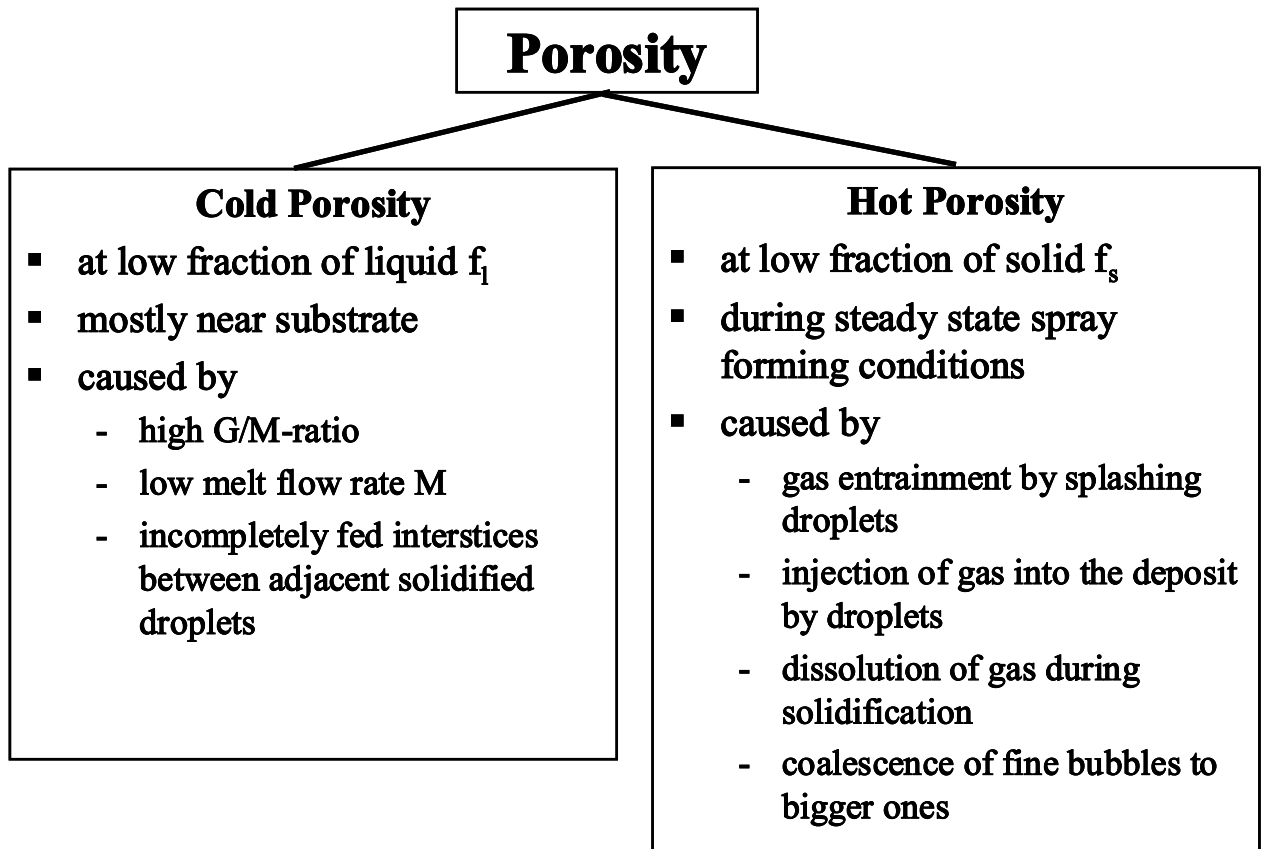 Porosity
Cold Porosity
▪ at low fraction of liquid fl
▪ mostly near substrate
▪ caused by
- high G/M-ratio
- low melt flow rate M
- incompletely fed interstices
between adjacent solidified
droplets
Hot Porosity
▪ at low fraction of solid fs
▪ during steady state spray
forming conditions
▪ caused by
- gas entrainment by splashing
droplets
- injection of gas into the deposit
by droplets
- dissolution of gas during
solidification
- coalescence of fine bubbles to
bigger ones